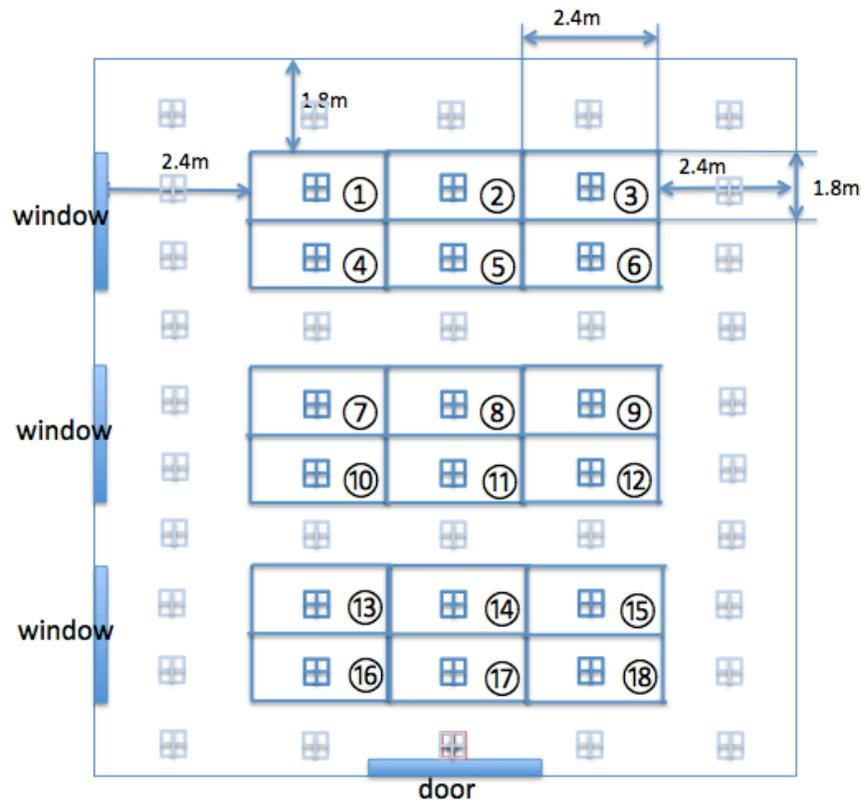 2.4m
1.8m
2.4m
2.4m
1.8m
window
① ② ③
④ ⑤ ⑥
window
⑦ ⑧ ⑨
⑩ ⑪ ⑫
window
⑬ ⑭ ⑮
⑯ ⑰ ⑱
door